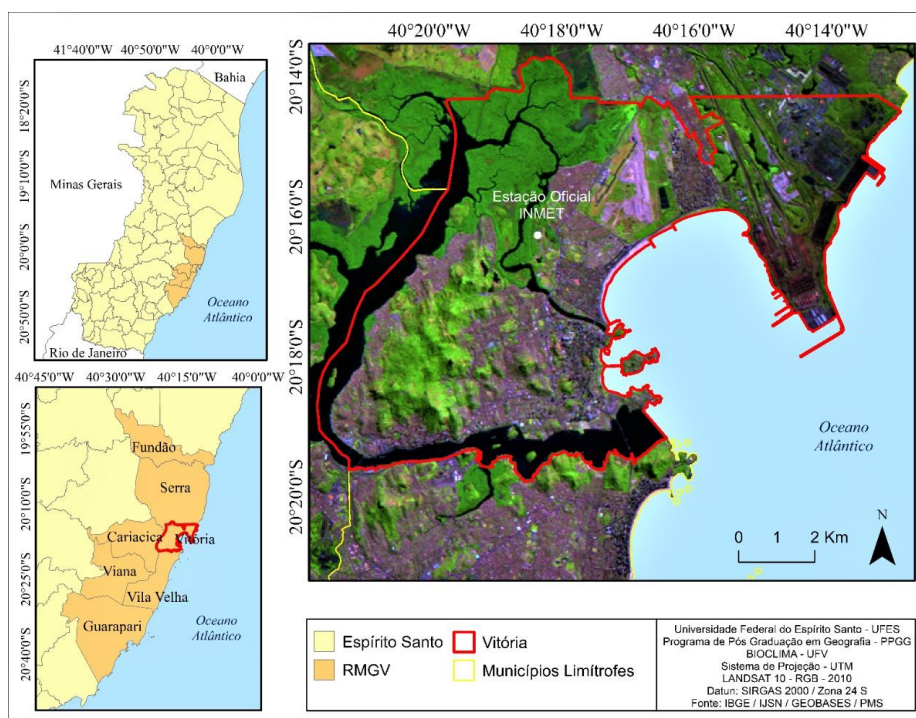 41°40'0"W 40°50'0"W 40°00'0"W
18°20'0"S
19°10'0"S
20°00'0"S
20°50'0"S
Bahia
Minas Gerais
Oceano
Atlântico
Rio de Janeiro
40°45'0"W 40°30'0"W 40°15'0"W 40°00'0"W
19°55'0"S
20°10'0"S
20°25'0"S
20°40'0"S
Fundão
Serra
Cariacica
Vitória
Viana
Vila Velha
Guarapari
Oceano
Atlântico
40°20'0"W 40°18'0"W 40°16'0"W 40°14'0"W
20°14'0"S
20°16'0"S
20°18'0"S
20°20'0"S
Estação Oficial
INMET
Oceano
Atlântico
N
0 1 2 Km
Espírito Santo
Vitória
RMGV
Municípios Limítrofes
Universidade Federal do Espírito Santo - UFES
Programa de Pós Graduação em Geografia - PPGG
BIOCLIMA - UFV
Sistema de Projeção - UTM
LANDSAT 10 - RGB - 2010
Datun: SIRGAS 2000 / Zona 24 S
Fonte: IBGE / IJSN / GEOBASES / PMS